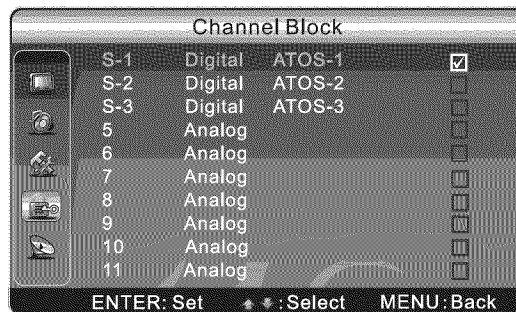 Channel Block
S-1 Digital ATOS-1
S-2 Digital ATOS-2
S-3 Digital ATOS-3
5 Analog
6 Analog
7 Analog
8 Analog
9 Analog
10 Analog
11 Analog
ENTER: Set :Select MENU:Back